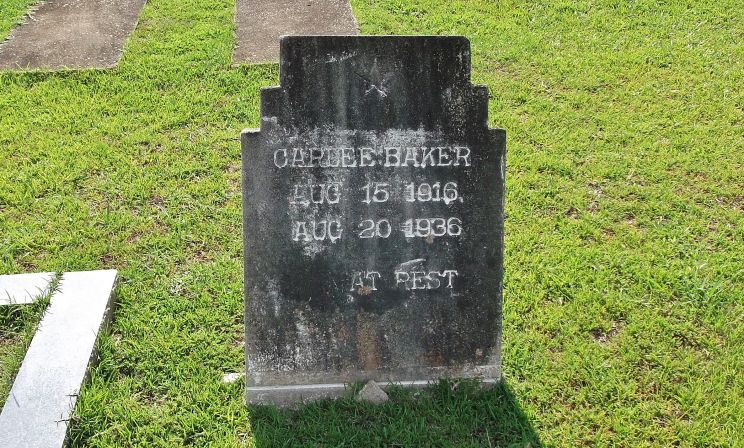 CARLEE BAKER
AUG 15 1916
AUG 20 1936
AT REST